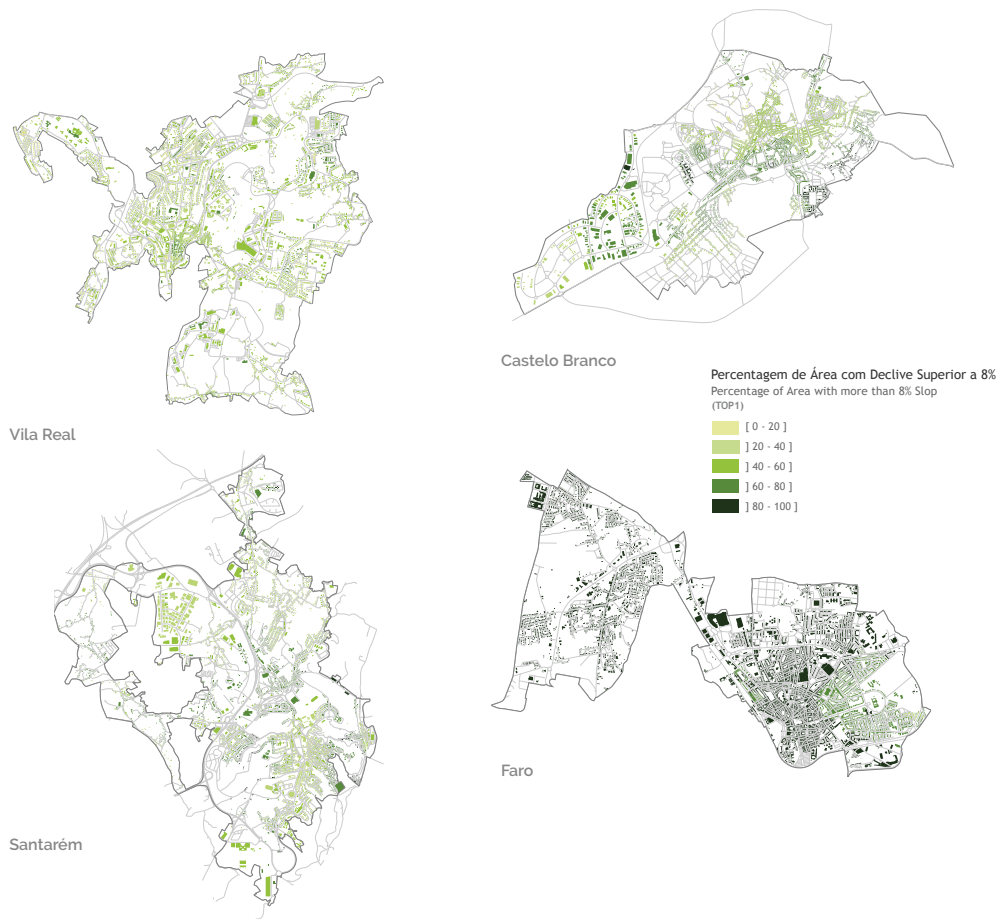 Castelo Branco
Percentagem de Área com Declive Superior a 8%
Percentage of Area with more than 8% Slop
(TOP1)
[ 0 - 20 ]
] 20 - 40 ]
] 40 - 60 ]
] 60 - 80 ]
] 80 - 100 ]
Vila Real
Faro
Santarém